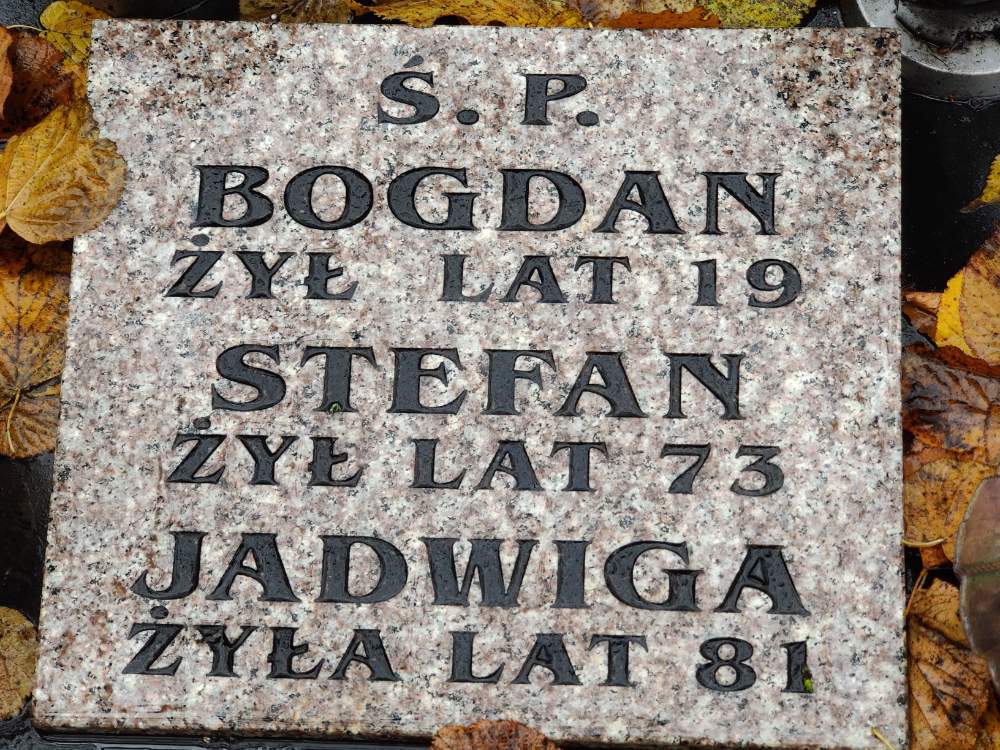 Ś. P.
BOGDAN
ŻYŁ LAT 19
STEFAN
ŻYŁ LAT 73
JADWIGA
ŻYŁA LAT 81